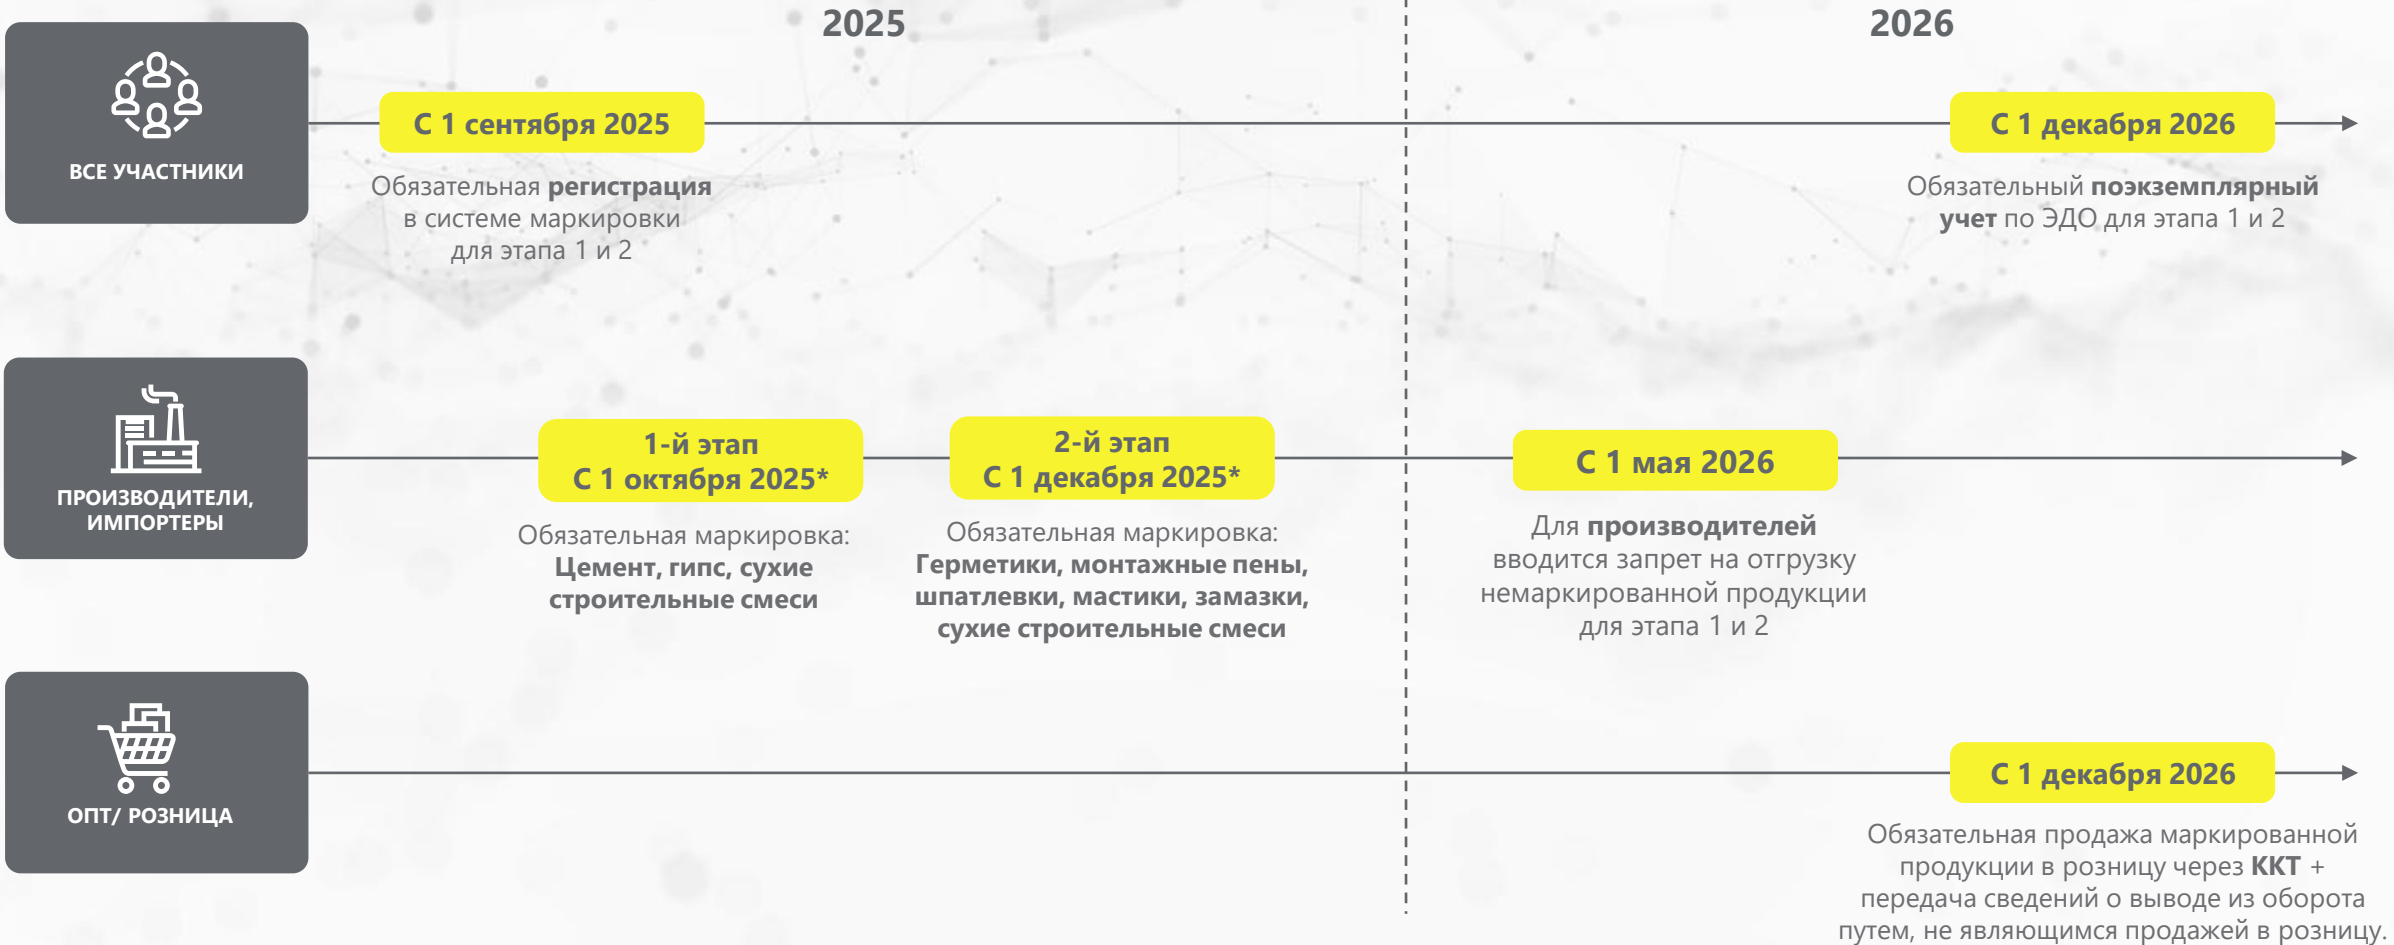 2025
2026
ВСЕ УЧАСТНИКИ
С 1 сентября 2025
Обязательная регистрация
в системе маркировки
для этапа 1 и 2
С 1 декабря 2026
Обязательный поэкземплярный
учет по ЭДО для этапа 1 и 2
ПРОИЗВОДИТЕЛИ,
ИМПОРТЕРЫ
1-й этап
С 1 октября 2025*
Обязательная маркировка:
Цемент, гипс, сухие
строительные смеси
2-й этап
С 1 декабря 2025*
Обязательная маркировка:
Герметики, монтажные пены,
шпатлевки, мастики, замазки,
сухие строительные смеси
С 1 мая 2026
Для производителей
вводится запрет на отгрузку
немаркированной продукции
для этапа 1 и 2
ОПТ/ РОЗНИЦА
С 1 декабря 2026
Обязательная продажа маркированной
продукции в розницу через ККТ +
передача сведений о выводе из оборота
путем, не являющимся продажей в розницу.